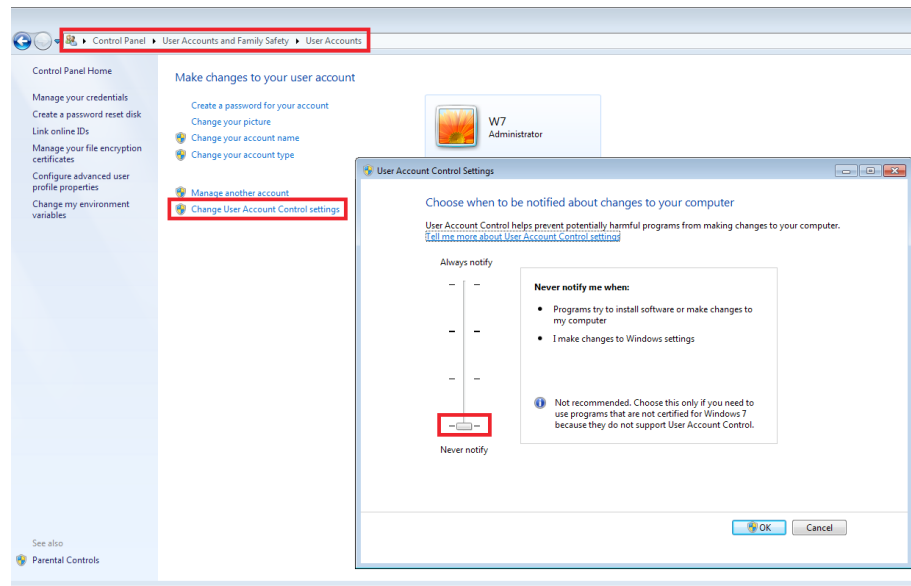 Control Panel User Accounts and Family Safety User Accounts
Control Panel Home
Manage your credentials
Create a password reset disk
Link online IDs
Manage your file encryption
certificates
Configure advanced user
profile properties
Change my environment
variables
See also
Parental Controls
Make changes to your user account
Create a password for your account
Change your picture
Change your account name
Change your account type
Manage another account
Change User Account Control settings
W7
Administrator
User Account Control Settings
Choose when to be notified about changes to your computer
User Account Control helps prevent potentially harmful programs from making changes to your computer.
Tell me more about User Account Control settings
Always notify
Never notify
Never notify me when:
• Programs try to install software or make changes to
my computer
• I make changes to Windows settings
Not recommended. Choose this only if you need to
use programs that are not certified for Windows 7
because they do not support User Account Control.
OK
Cancel